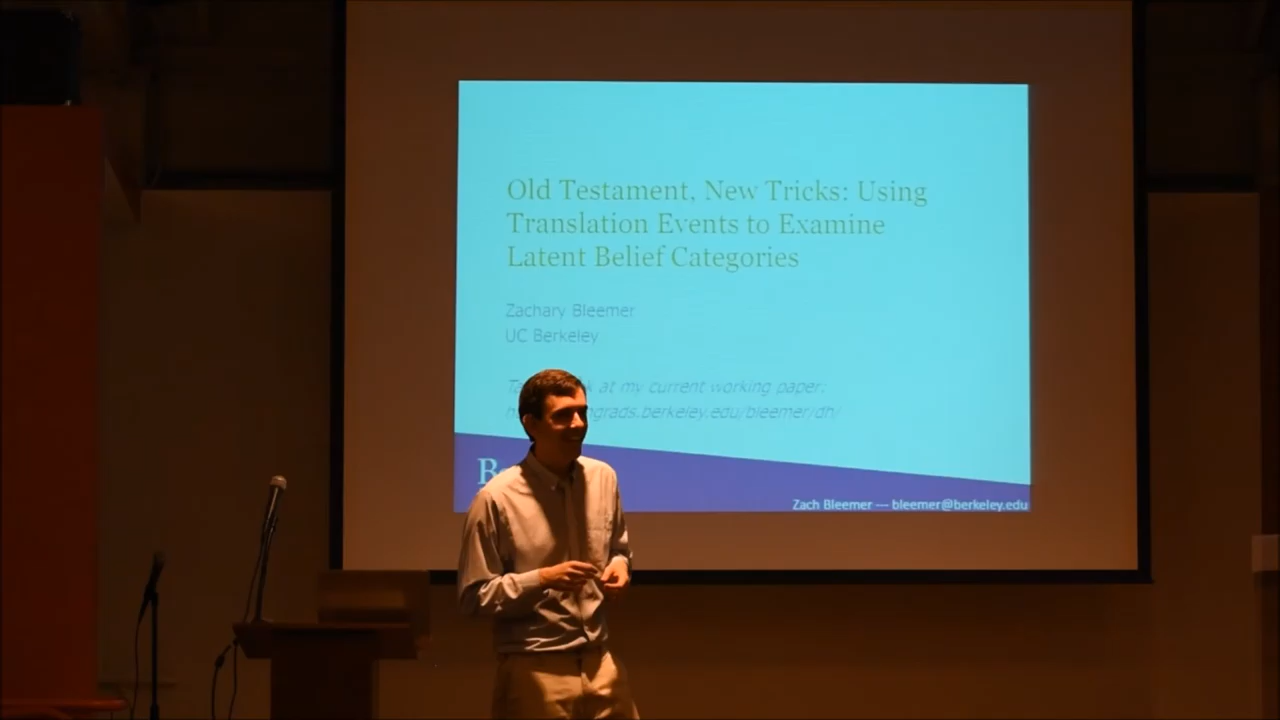 Old Testament, New Tricks: Using
Translation Events to Examine
Latent Belief Categories
Zachary Bleemer
UC Berkeley
at my current working paper:
grads.berkeley.edu/bleemer/dh/
Zach Bleemer — bleemer@berkeley.edu